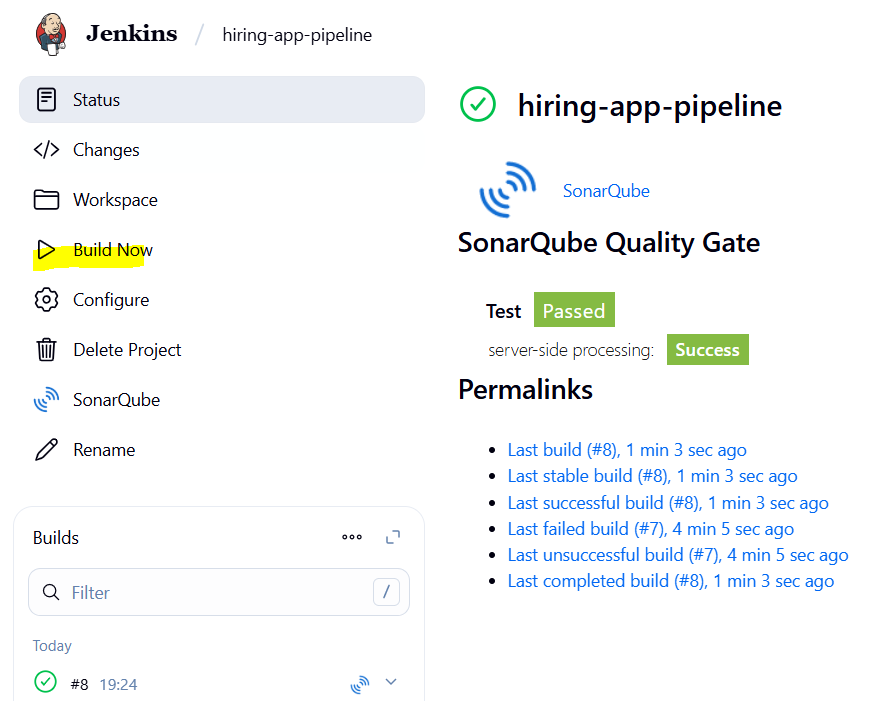 Jenkins / hiring-app-pipeline
Status
Changes
Workspace
Build Now
Configure
Delete Project
SonarQube
Rename
Builds
Filter /
Today
#8 19:24
hiring-app-pipeline
SonarQube
SonarQube Quality Gate
Test Passed
server-side processing: Success
Permalinks
Last build (#8), 1 min 3 sec ago
Last stable build (#8), 1 min 3 sec ago
Last successful build (#8), 1 min 3 sec ago
Last failed build (#7), 4 min 5 sec ago
Last unsuccessful build (#7), 4 min 5 sec ago
Last completed build (#8), 1 min 3 sec ago